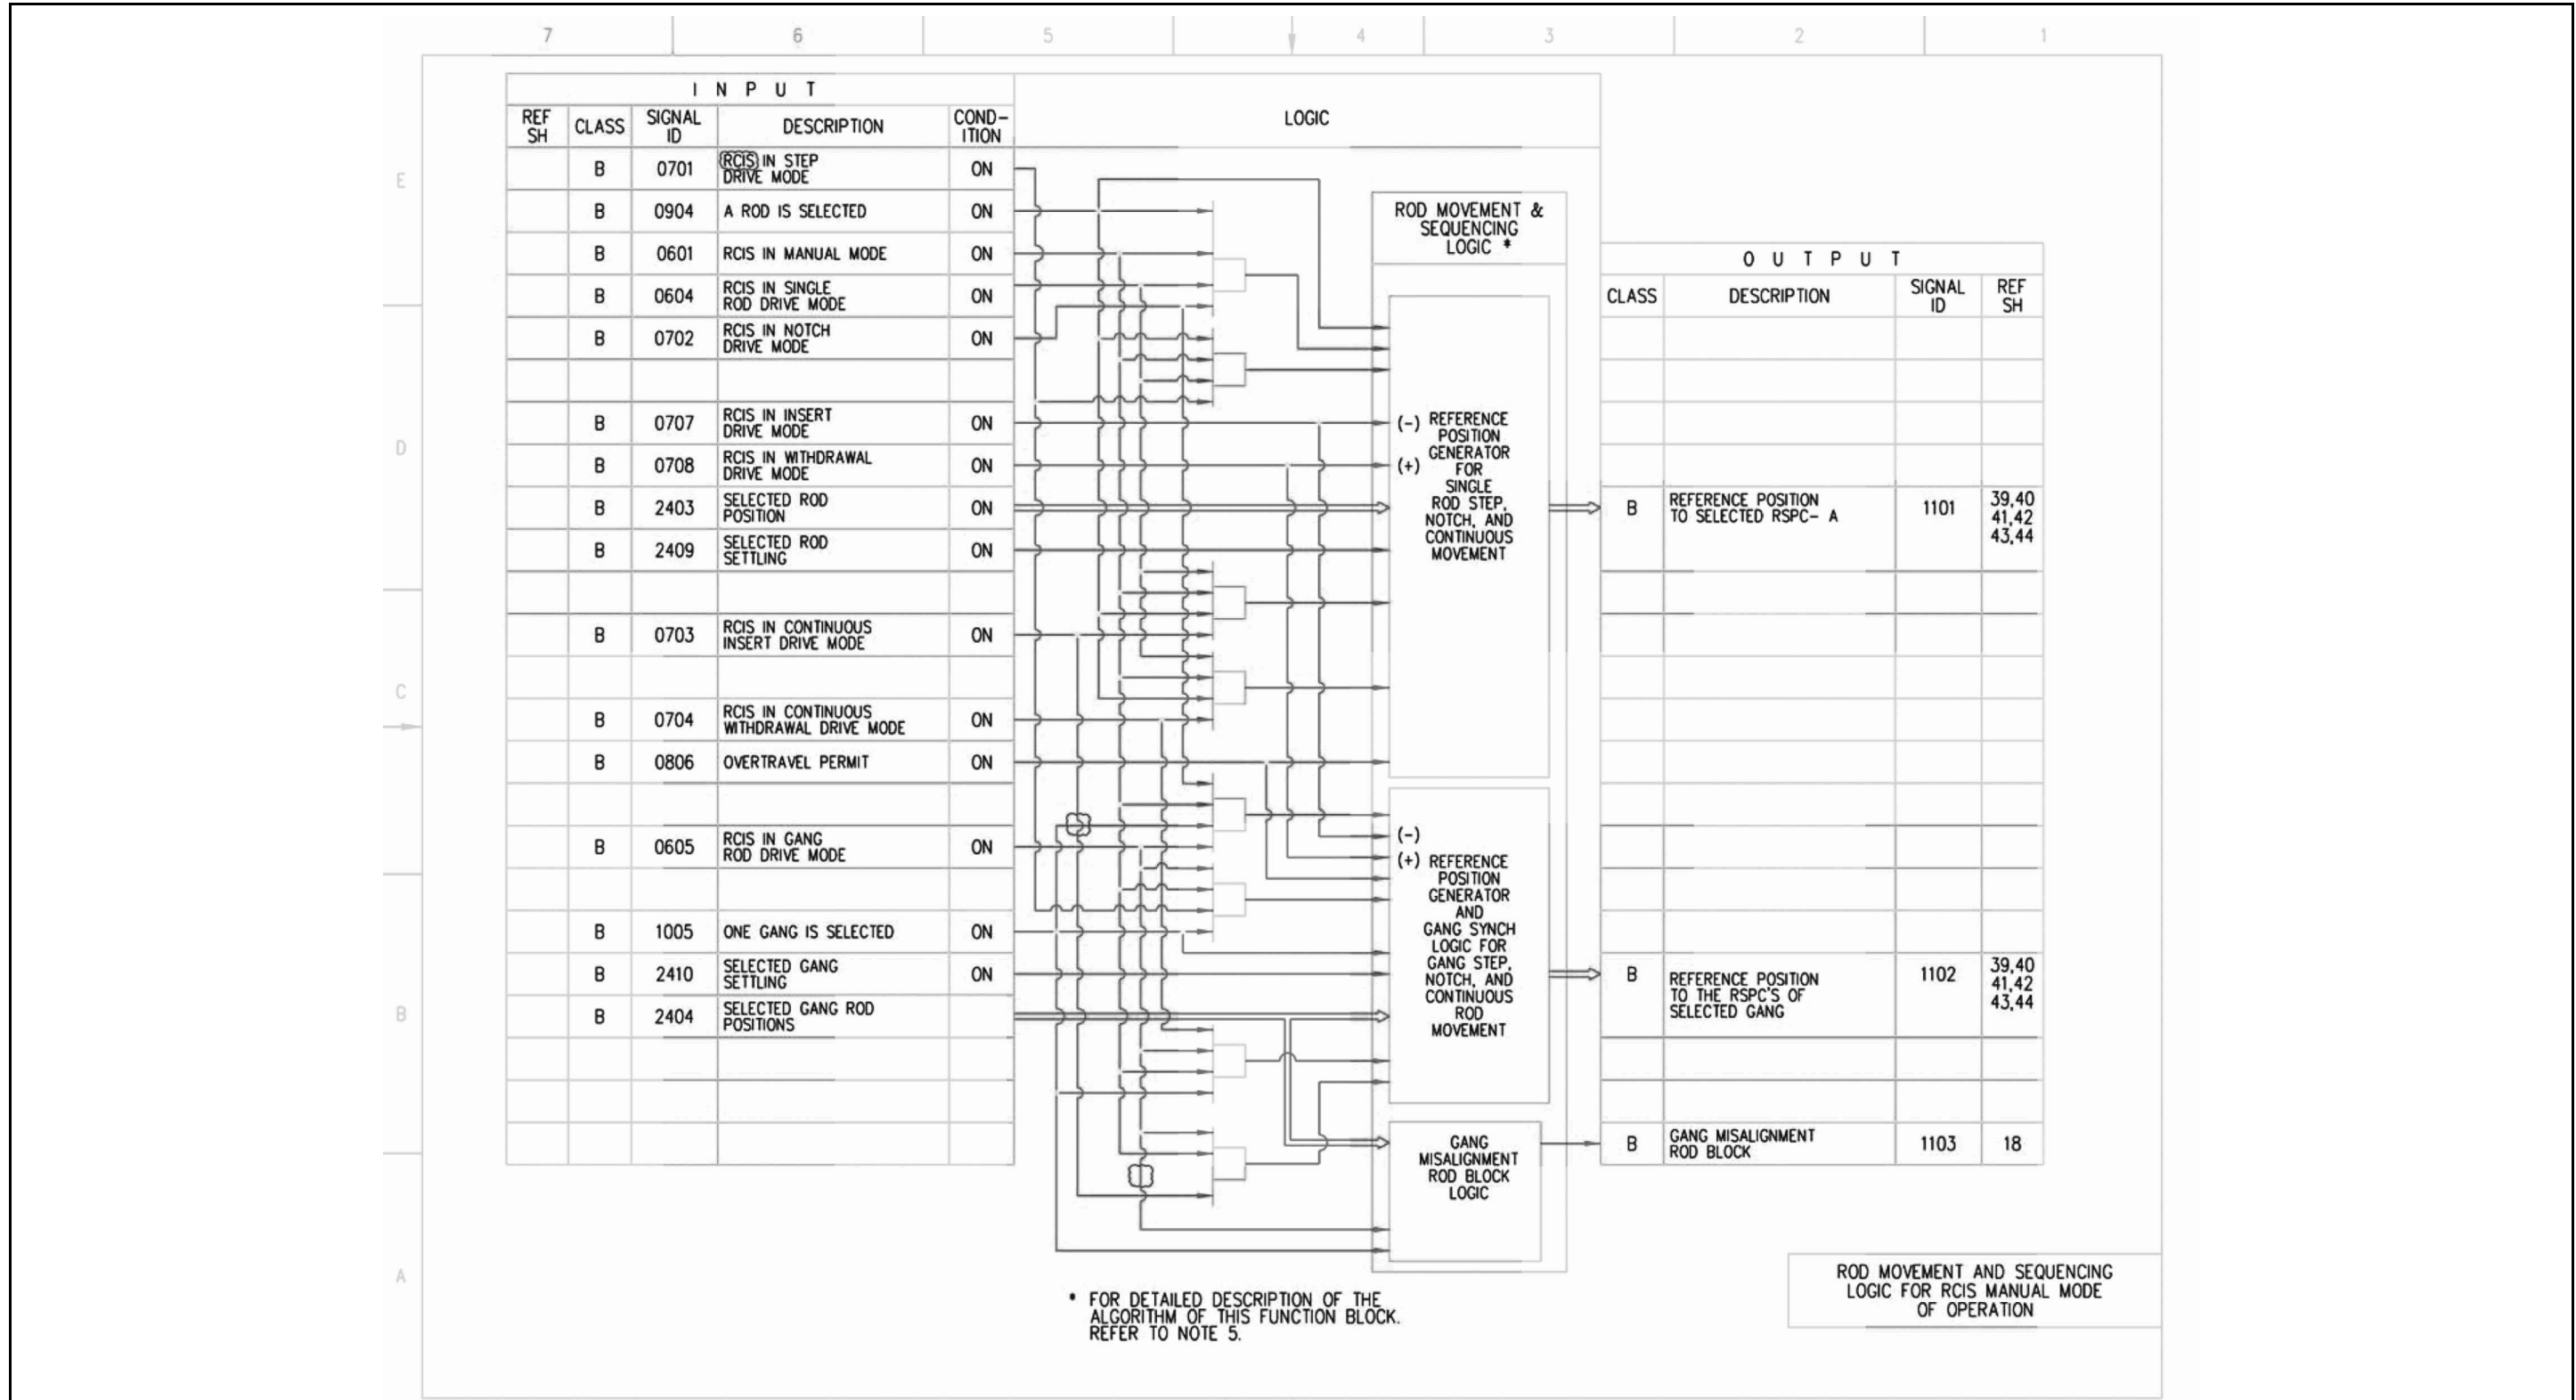 7 6 5 4 3 2 1
I N P U T
REF SH CLASS SIGNAL ID DESCRIPTION COND-ITION
LOGIC
E
B 0701 RCIS IN STEP
DRIVE MODE ON
B 0904 A ROD IS SELECTED ON
B 0601 RCIS IN MANUAL MODE ON
B 0604 RCIS IN SINGLE
ROD DRIVE MODE ON
B 0702 RCIS IN NOTCH
DRIVE MODE ON
D
B 0707 RCIS IN INSERT
DRIVE MODE ON
B 0708 RCIS IN WITHDRAWAL
DRIVE MODE ON
B 2403 SELECTED ROD
POSITION ON
B 2409 SELECTED ROD
SETTLING ON
B 0703 RCIS IN CONTINUOUS
INSERT DRIVE MODE ON
C
B 0704 RCIS IN CONTINUOUS
WITHDRAWAL DRIVE MODE ON
B 0806 OVERTRAVEL PERMIT ON
B 0605 RCIS IN GANG
ROD DRIVE MODE ON
B 1005 ONE GANG IS SELECTED ON
B 2410 SELECTED GANG
SETTLING ON
B
B 2404 SELECTED GANG ROD
POSITIONS
A
ROD MOVEMENT &
SEQUENCING
LOGIC *
(-) REFERENCE
POSITION
GENERATOR
(+) FOR
SINGLE
ROD STEP,
NOTCH, AND
CONTINUOUS
MOVEMENT
(-)
(+) REFERENCE
POSITION
GENERATOR
AND
GANG SYNCH
LOGIC FOR
GANG STEP,
NOTCH, AND
CONTINUOUS
ROD
MOVEMENT
GANG
MISALIGNMENT
ROD BLOCK
LOGIC
O U T P U T
CLASS DESCRIPTION SIGNAL ID REF SH
B REFERENCE POSITION
TO SELECTED RSPC- A 1101 39,40
41,42
43,44
B REFERENCE POSITION
TO THE RSPC'S OF
SELECTED GANG 1102 39,40
41,42
43,44
B GANG MISALIGNMENT
ROD BLOCK 1103 18
* FOR DETAILED DESCRIPTION OF THE
ALGORITHM OF THIS FUNCTION BLOCK.
REFER TO NOTE 5.
ROD MOVEMENT AND SEQUENCING
LOGIC FOR RCIS MANUAL MODE
OF OPERATION